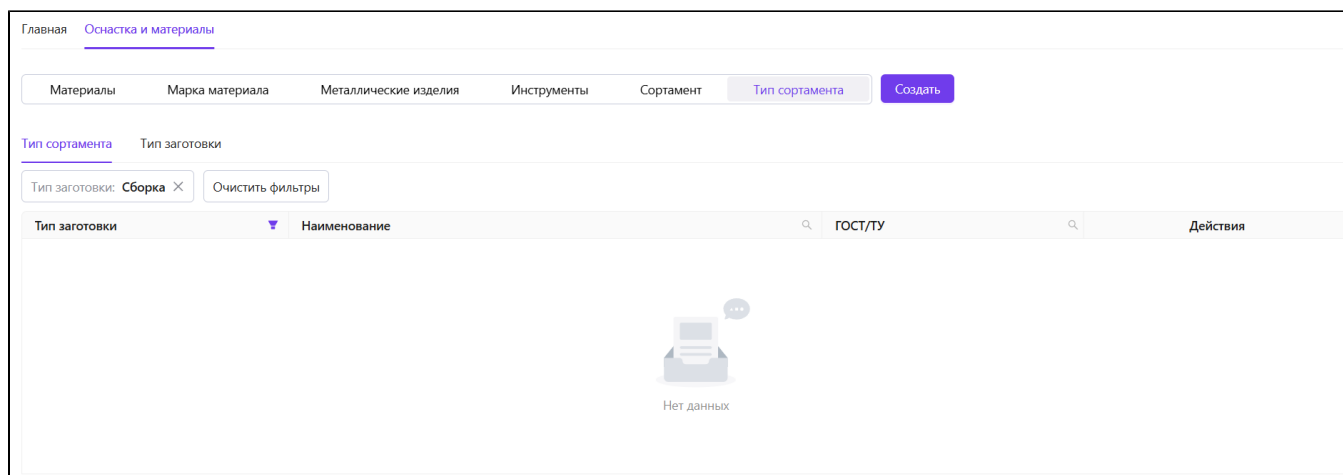 Главная Оснастка и материалы
Материалы Марка материала Металлические изделия Инструменты Сортамент Тип сортамента Создать
Тип сортамента Тип заготовки
Тип заготовки: Сборка Очистить фильтры
Тип заготовки Наименование ГОСТ/ТУ Действия
Нет данных